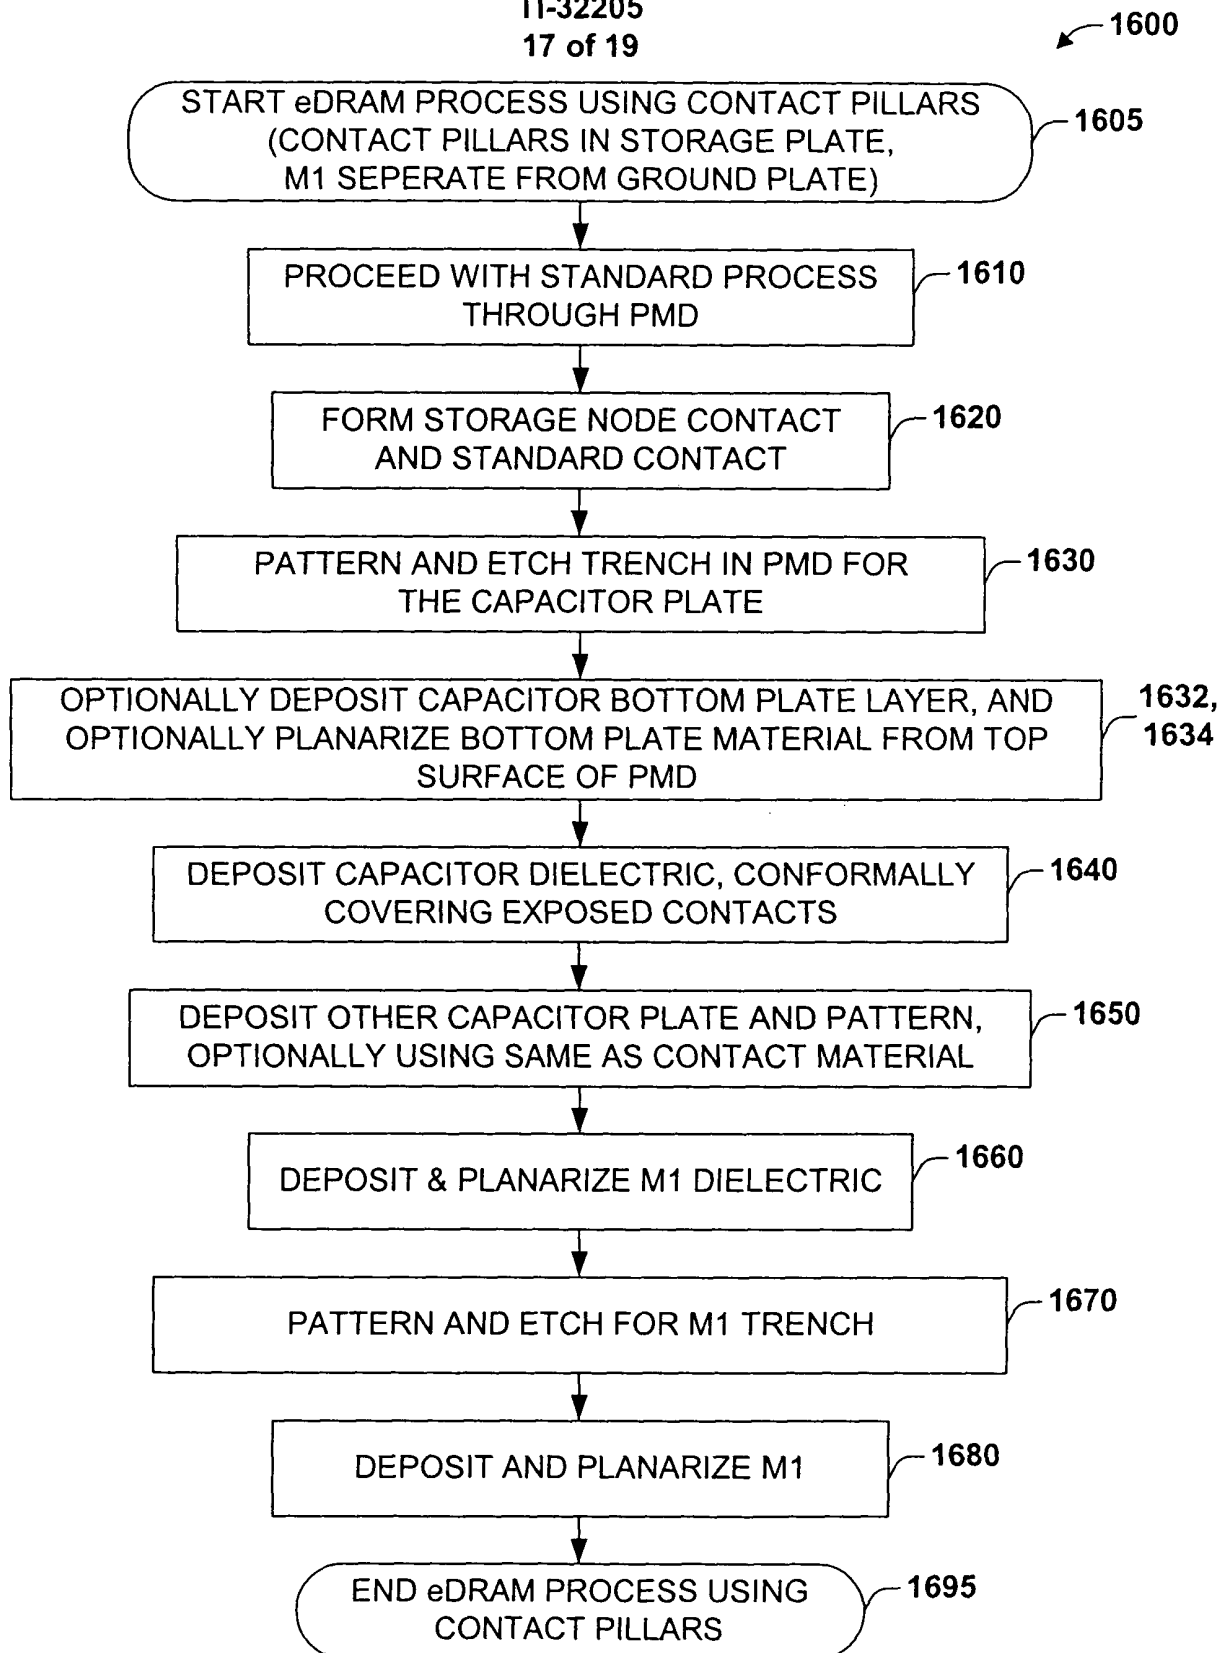 TI-32205
17 of 19
1600
START eDRAM PROCESS USING CONTACT PILLARS
(CONTACT PILLARS IN STORAGE PLATE,
M1 SEPERATE FROM GROUND PLATE)
1605
PROCEED WITH STANDARD PROCESS
THROUGH PMD
1610
FORM STORAGE NODE CONTACT
AND STANDARD CONTACT
1620
PATTERN AND ETCH TRENCH IN PMD FOR
THE CAPACITOR PLATE
1630
OPTIONALLY DEPOSIT CAPACITOR BOTTOM PLATE LAYER, AND
OPTIONALLY PLANARIZE BOTTOM PLATE MATERIAL FROM TOP
SURFACE OF PMD
1632,
1634
DEPOSIT CAPACITOR DIELECTRIC, CONFORMALLY
COVERING EXPOSED CONTACTS
1640
DEPOSIT OTHER CAPACITOR PLATE AND PATTERN,
OPTIONALLY USING SAME AS CONTACT MATERIAL
1650
DEPOSIT & PLANARIZE M1 DIELECTRIC
1660
PATTERN AND ETCH FOR M1 TRENCH
1670
DEPOSIT AND PLANARIZE M1
1680
END eDRAM PROCESS USING
CONTACT PILLARS
1695